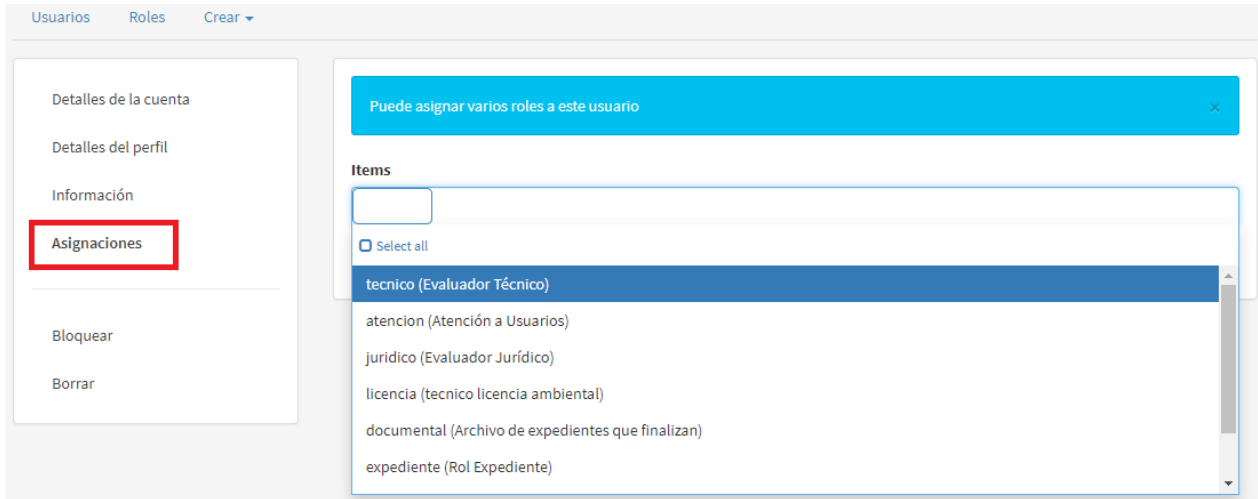 Usuarios Roles Crear
Detalles de la cuenta
Detalles del perfil
Información
Asignaciones
Bloquear
Borrar
Puede asignar varios roles a este usuario ×
Items
Select all
tecnico (Evaluador Técnico)
atencion (Atención a Usuarios)
juridico (Evaluador Jurídico)
licencia (tecnico licencia ambiental)
documental (Archivo de expedientes que finalizan)
expediente (Rol Expediente)